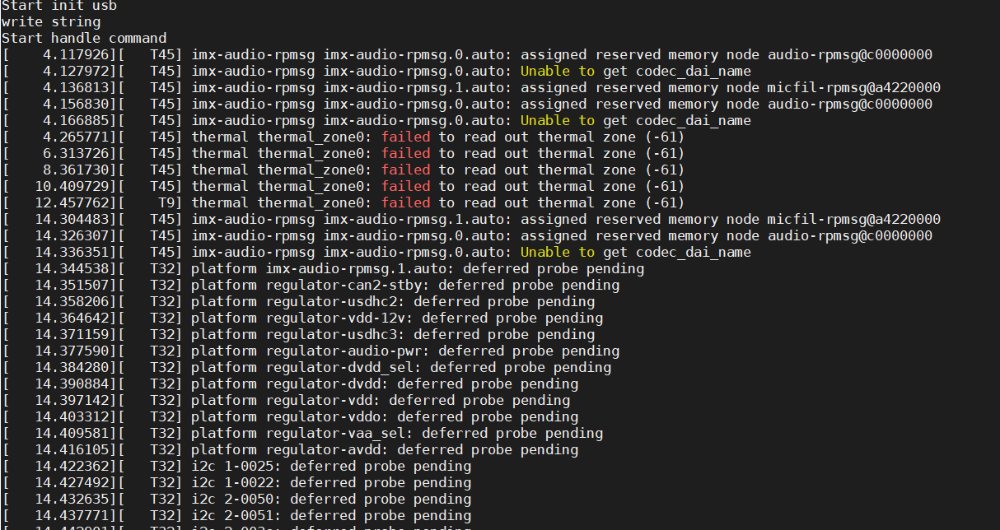 Start init usb
write string
Start handle command
[    4.117926][   T45] imx-audio-rpmsg imx-audio-rpmsg.0.auto: assigned reserved memory node audio-rpmsg@c0000000
[    4.127972][   T45] imx-audio-rpmsg imx-audio-rpmsg.0.auto: Unable to get codec_dai_name
[    4.136813][   T45] imx-audio-rpmsg imx-audio-rpmsg.1.auto: assigned reserved memory node micfil-rpmsg@a4220000
[    4.156830][   T45] imx-audio-rpmsg imx-audio-rpmsg.0.auto: assigned reserved memory node audio-rpmsg@c0000000
[    4.166885][   T45] imx-audio-rpmsg imx-audio-rpmsg.0.auto: Unable to get codec_dai_name
[    4.265771][   T45] thermal thermal_zone0: failed to read out thermal zone (-61)
[    6.313726][   T45] thermal thermal_zone0: failed to read out thermal zone (-61)
[    8.361730][   T45] thermal thermal_zone0: failed to read out thermal zone (-61)
[   10.409729][   T45] thermal thermal_zone0: failed to read out thermal zone (-61)
[   12.457762][    T9] thermal thermal_zone0: failed to read out thermal zone (-61)
[   14.304483][   T45] imx-audio-rpmsg imx-audio-rpmsg.1.auto: assigned reserved memory node micfil-rpmsg@a4220000
[   14.326307][   T45] imx-audio-rpmsg imx-audio-rpmsg.0.auto: assigned reserved memory node audio-rpmsg@c0000000
[   14.336351][   T45] imx-audio-rpmsg imx-audio-rpmsg.0.auto: Unable to get codec_dai_name
[   14.344538][   T32] platform imx-audio-rpmsg.1.auto: deferred probe pending
[   14.351507][   T32] platform regulator-can2-stby: deferred probe pending
[   14.358206][   T32] platform regulator-usdhc2: deferred probe pending
[   14.364642][   T32] platform regulator-vdd-12v: deferred probe pending
[   14.371159][   T32] platform regulator-usdhc3: deferred probe pending
[   14.377590][   T32] platform regulator-audio-pwr: deferred probe pending
[   14.384280][   T32] platform regulator-dvdd_sel: deferred probe pending
[   14.390884][   T32] platform regulator-dvdd: deferred probe pending
[   14.397142][   T32] platform regulator-vdd: deferred probe pending
[   14.403312][   T32] platform regulator-vddo: deferred probe pending
[   14.409581][   T32] platform regulator-vaa_sel: deferred probe pending
[   14.416105][   T32] platform regulator-avdd: deferred probe pending
[   14.422362][   T32] i2c 1-0025: deferred probe pending
[   14.427492][   T32] i2c 1-0022: deferred probe pending
[   14.432635][   T32] i2c 2-0050: deferred probe pending
[   14.437771][   T32] i2c 2-0051: deferred probe pending